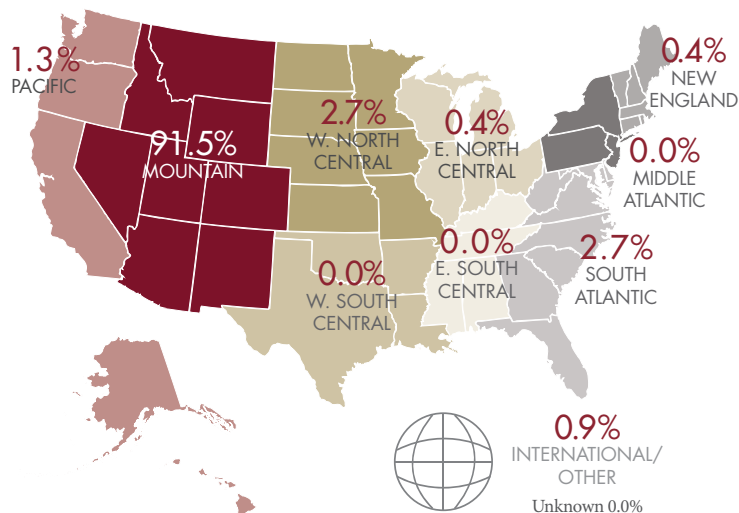 1.3%
PACIFIC
91.5%
MOUNTAIN
2.7%
W. NORTH
CENTRAL
0.4%
E. NORTH
CENTRAL
0.4%
NEW
ENGLAND
0.0%
MIDDLE
ATLANTIC
0.0%
W. SOUTH
CENTRAL
0.0%
E. SOUTH
CENTRAL
2.7%
SOUTH
ATLANTIC
0.9%
INTERNATIONAL/
OTHER
Unknown 0.0%